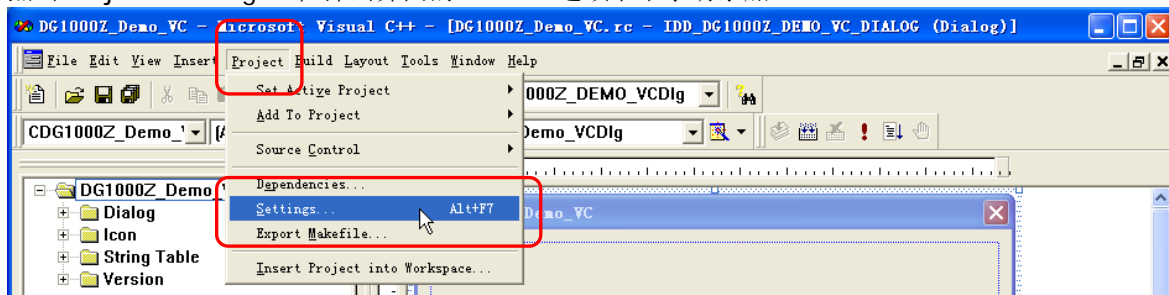 DG1000Z_Demo_VC - Microsoft Visual C++ - [DG1000Z_Demo_VC.rc - IDD_DG1000Z_DEMO_VC_DIALOG (Dialog)]
File Edit View Insert Project Build Layout Tools Window Help
Set Active Project
000Z_DEMO_VCDlg
Add To Project
CDG1000Z_Demo_
Demo_VCDlg
Source Control
DG1000Z_Demo
Dependencies...
Dialog
Settings... Alt+F7
Demo_VC
Icon
Export Makefile...
String Table
Insert Project into Workspace...
Version